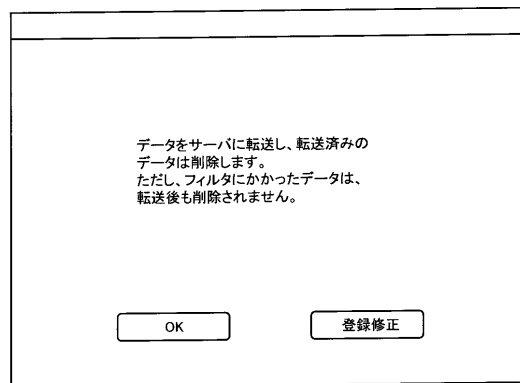 データをサーバに転送し、転送済みの
データは削除します。
ただし、フィルタにかかったデータは、
転送後も削除されません。
OK
登録修正